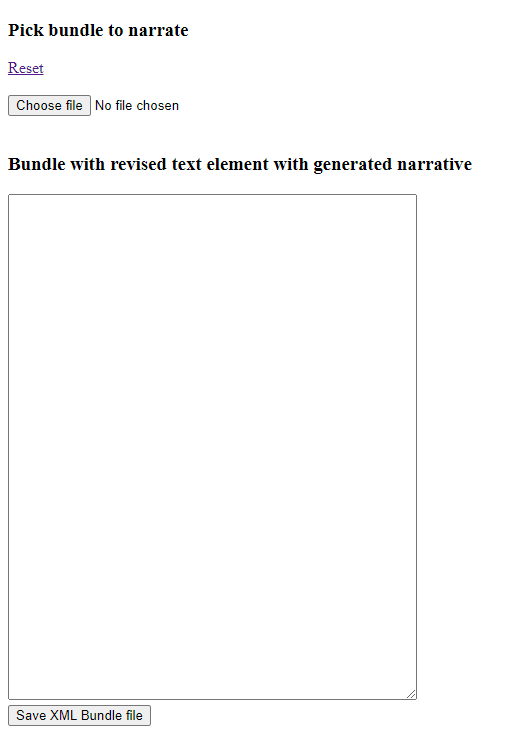 Pick bundle to narrate
Reset
Choose file No file chosen
Bundle with revised text element with generated narrative
Save XML Bundle file